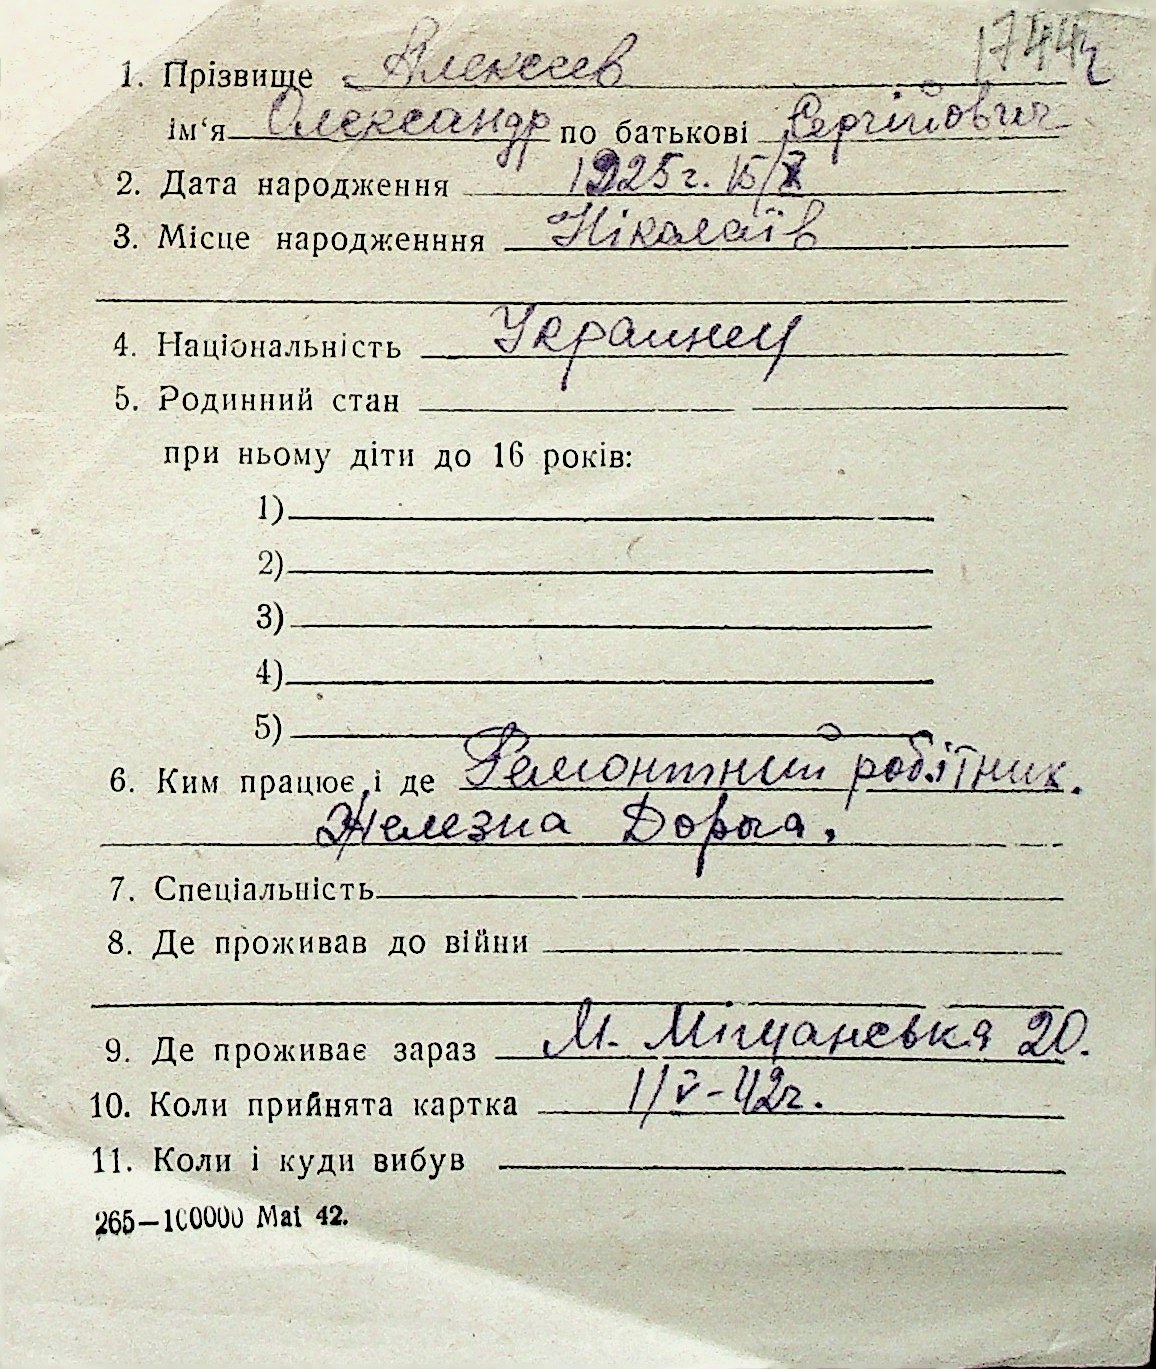 1744
1. Прізвище Алексеев
ім‘я Олександр по батькові Сергійович
2. Дата народження 1925г. 15/X
3. Місце народженння Ніколаїв
4. Національність Украинец
5. Родинний стан
при ньому діти до 16 років:
1)
2)
3)
4)
5)
6. Ким працює і де Ремонтний робітник.
Железна Дорога.
7. Спеціальність
8. Де проживав до війни
9. Де проживає зараз М. 20.
10. Коли прийнята картка 1/V-42г.
11. Коли і куди вибув
265—100000 Mai 42.